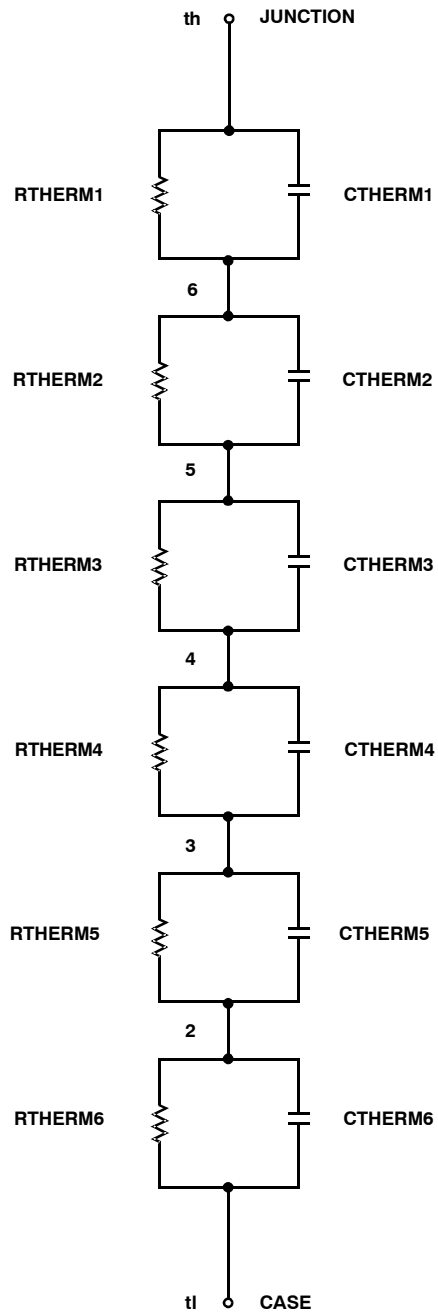 th JUNCTION
RTHERM1 CTHERM1
6
RTHERM2 CTHERM2
5
RTHERM3 CTHERM3
4
RTHERM4 CTHERM4
3
RTHERM5 CTHERM5
2
RTHERM6 CTHERM6
tl CASE